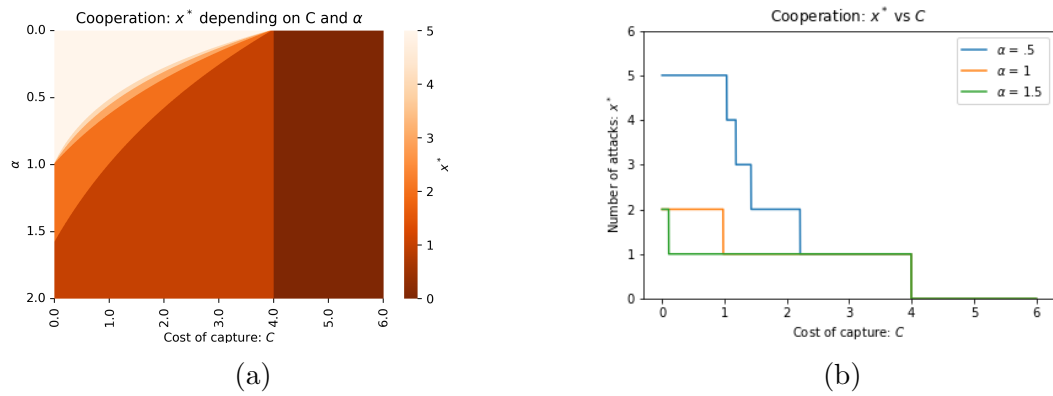 Cooperation: x* depending on C and α
0.0
0.5
1.0
1.5
2.0
α
0.0 1.0 2.0 3.0 4.0 5.0 6.0
Cost of capture: C
5
4
3
2
1
0
x*
(a)
Cooperation: x* vs C
6
5
4
3
2
1
0
Number of attacks: x*
α = .5
α = 1
α = 1.5
0 1 2 3 4 5 6
Cost of capture: C
(b)